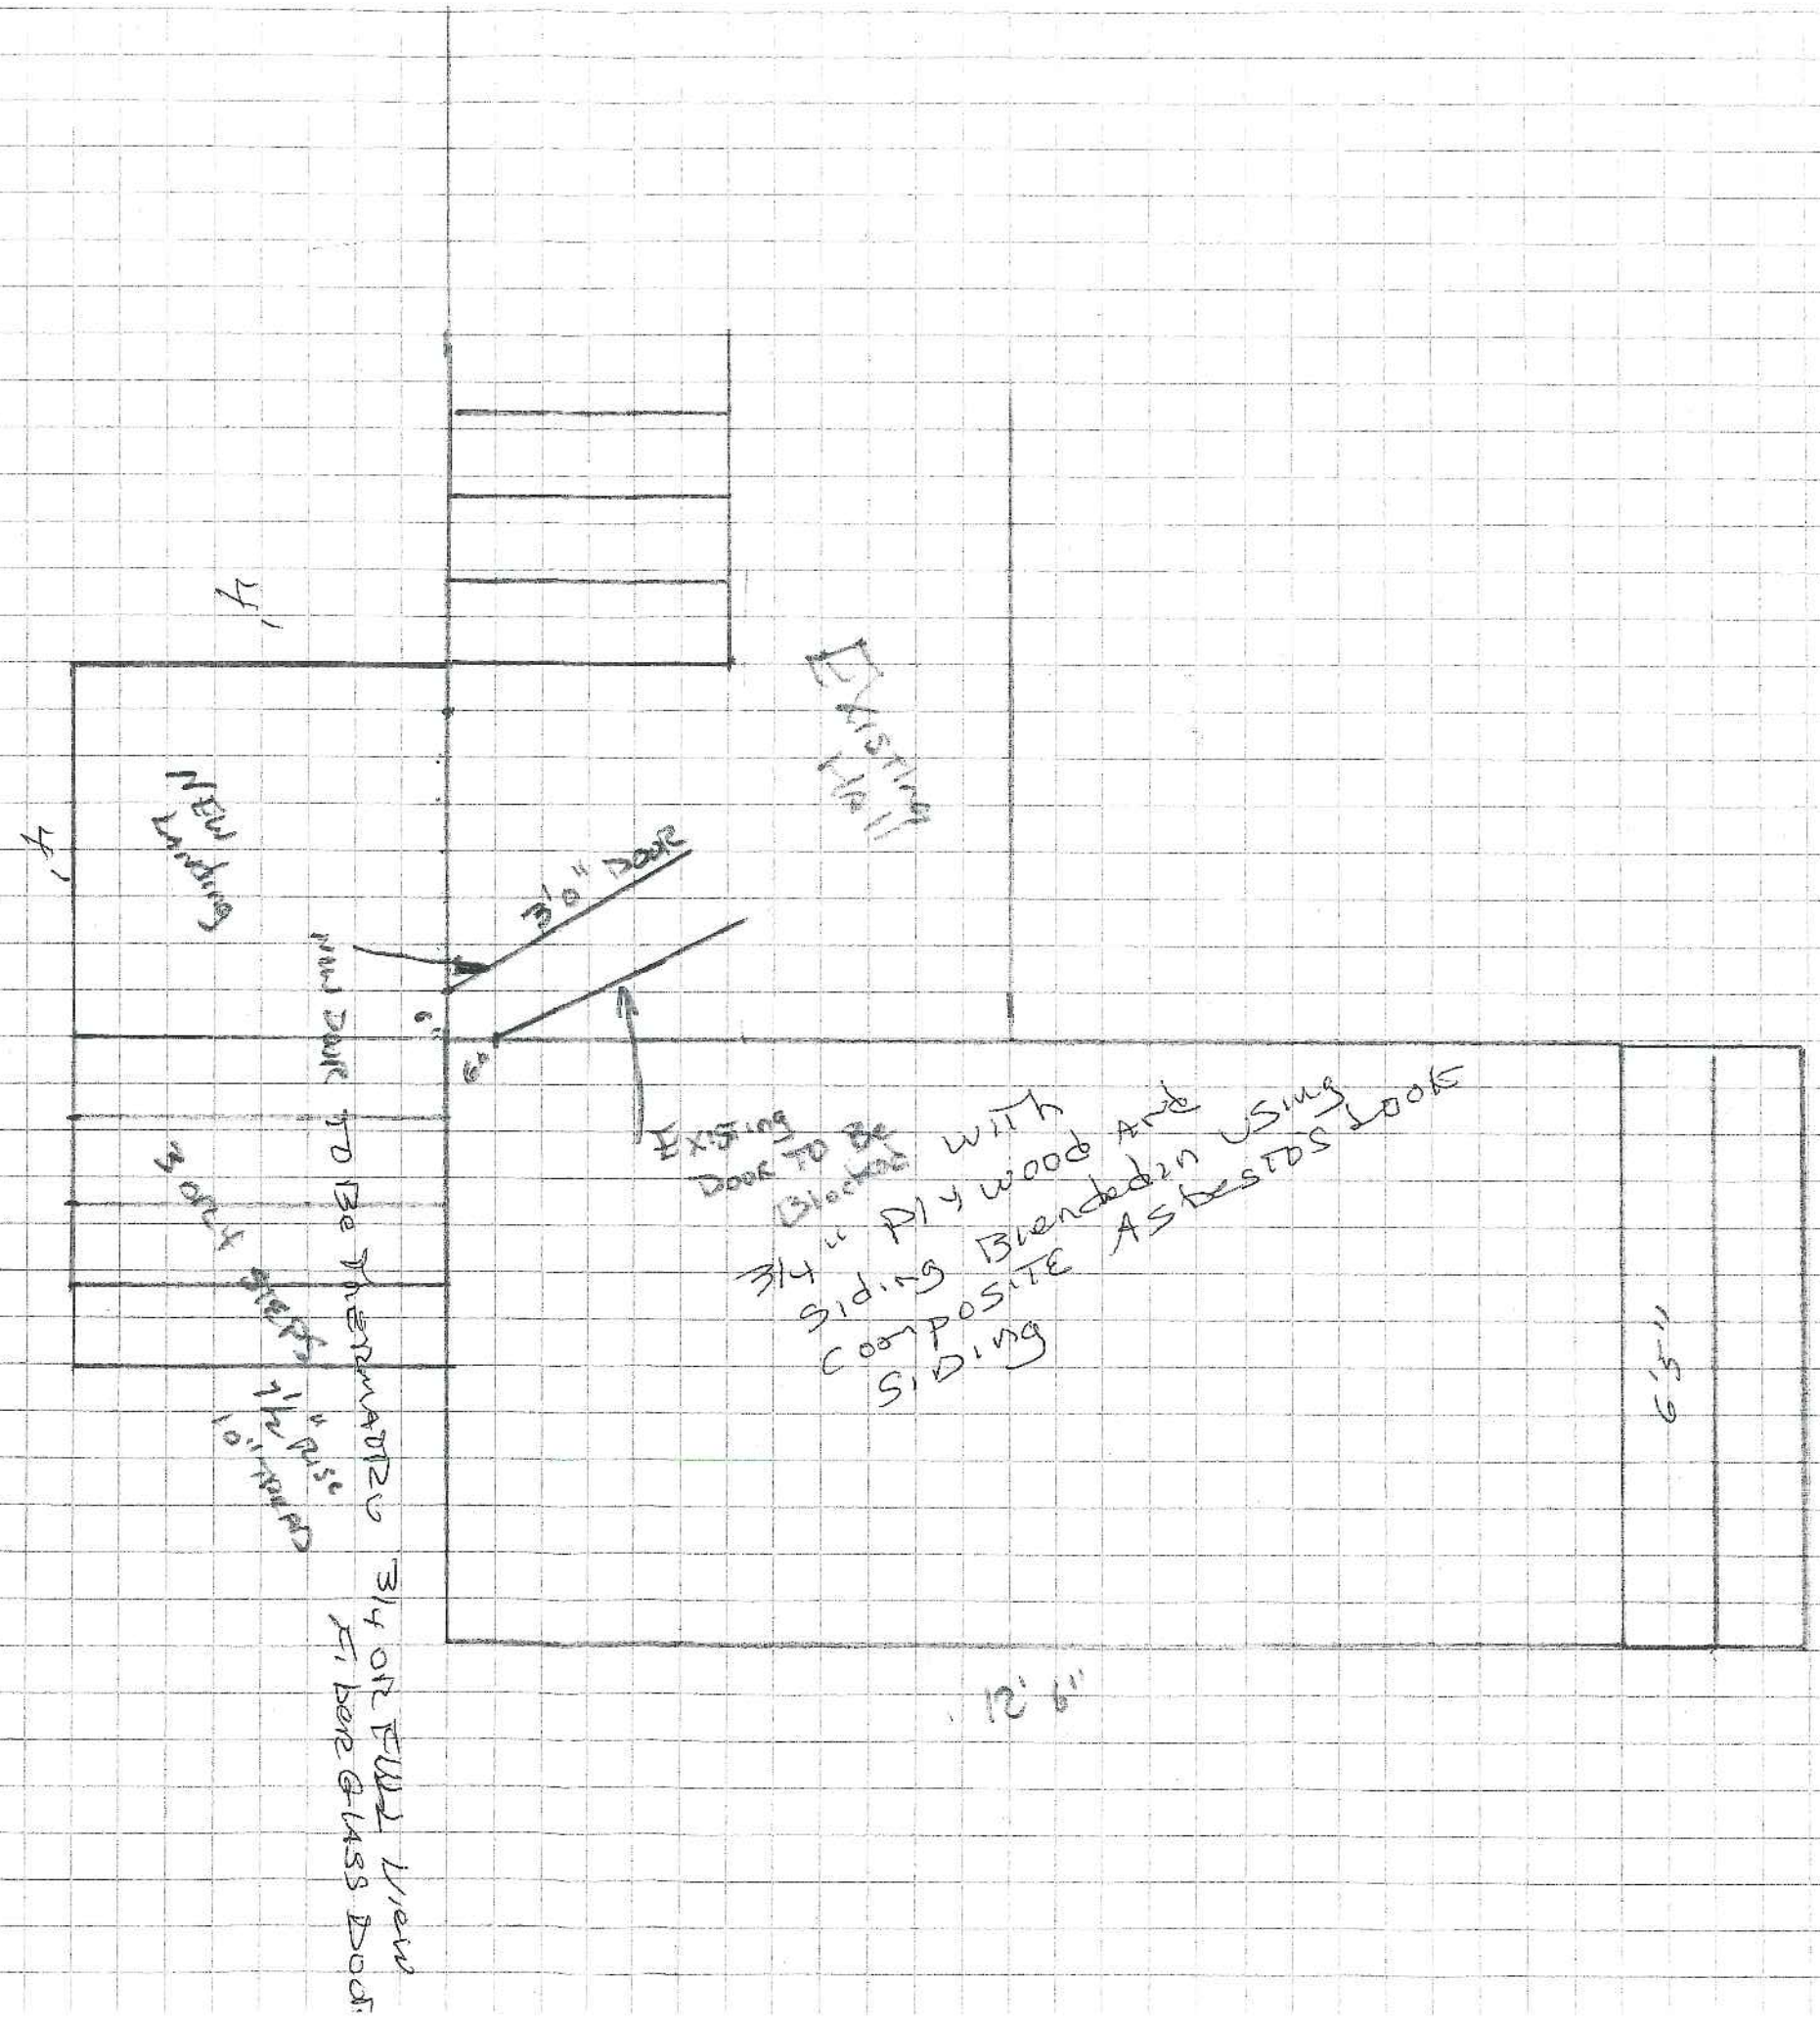 4'
4'
NEW
Landing
Existing
Hall
3'0" DOOR
6"
6"
Existing
Door TO Be
Blocked with
3/4" plywood And
Siding Blended in using
composite Asbestos Look
SiDing
New Door TO Be ThermaTru 3/4 OR Full View
Fiber GLASS Door
3 OR 4 steps
7 1/2" Rise
10" tread
6'5"
12' 6"